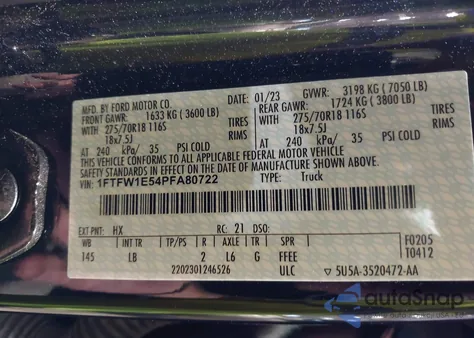 MFD. BY FORD MOTOR CO.
01/23 GVWR: 3198 KG ( 7050 LB)
FRONT GAWR: 1633 KG ( 3600 LB) REAR GAWR: 1724 KG ( 3800 LB)
WITH 275/70R18 116S TIRES WITH 275/70R18 116S TIRES
18x7.5J RIMS 18x7.5J RIMS
AT 240 kPa/ 35 PSI COLD AT 240 kPa/ 35 PSI COLD
THIS VEHICLE CONFORMS TO ALL APPLICABLE FEDERAL MOTOR VEHICLE
SAFETY STANDARDS IN EFFECT ON THE DATE OF MANUFACTURE SHOWN ABOVE.
1FTFW1E54PFA80722 TYPE: Truck
EXT PNT: HX RC: 21 DSO:
WB INT TR TP/PS R AXLE TR SPR F0205
145 LB 2 L6 G FFEE T0412
2202301246526 ULC 5U5A-3520472-AA
autoSnap